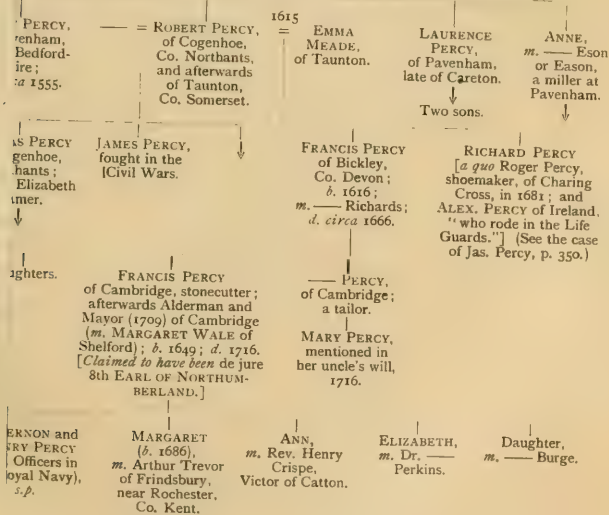 PERCY,
Bedford-
ire;
1555.
—— = ROBERT PERCY,
of Cogenhoe,
Co. Northants,
and afterwards
of Taunton,
Co. Somerset.
1615
=
EMMA
MEADE,
of Taunton.
LAURENCE
PERCY,
of Pavenham,
late of Careton.
Two sons.
ANNE,
m. —— Eson
or Eason,
a miller at
Pavenham.
PERCY
genhoe,
hants;
Elizabeth
JAMES PERCY,
fought in the
Civil Wars.
FRANCIS PERCY
of Bickley,
Co. Devon;
b. 1616;
m. —— Richards;
d. circa 1666.
RICHARD PERCY
[a quo Roger Percy,
shoemaker, of Charing
Cross, in 1681; and
ALEX. PERCY of Ireland,
"who rode in the Life
Guards."] (See the case
of Jas. Percy, p. 350.)
ighters.
FRANCIS PERCY
of Cambridge, stonecutter;
afterwards Alderman and
Mayor (1709) of Cambridge
(m. MARGARET WALE of
Shelford); b. 1649; d. 1716.
[Claimed to have been de jure
8th EARL OF NORTHUM-
BERLAND.]
—— PERCY,
of Cambridge;
a tailor.
MARY PERCY,
mentioned in
her uncle's will,
1716.
ERNON and
RY PERCY
Officers in
oyal Navy),
s.p.
MARGARET
(b. 1686),
m. Arthur Trevor
of Frindsbury,
near Rochester,
Co. Kent.
ANN,
m. Rev. Henry
Crispe,
Victor of Catton.
ELIZABETH,
m. Dr. ——
Perkins.
Daughter,
m. —— Burge.